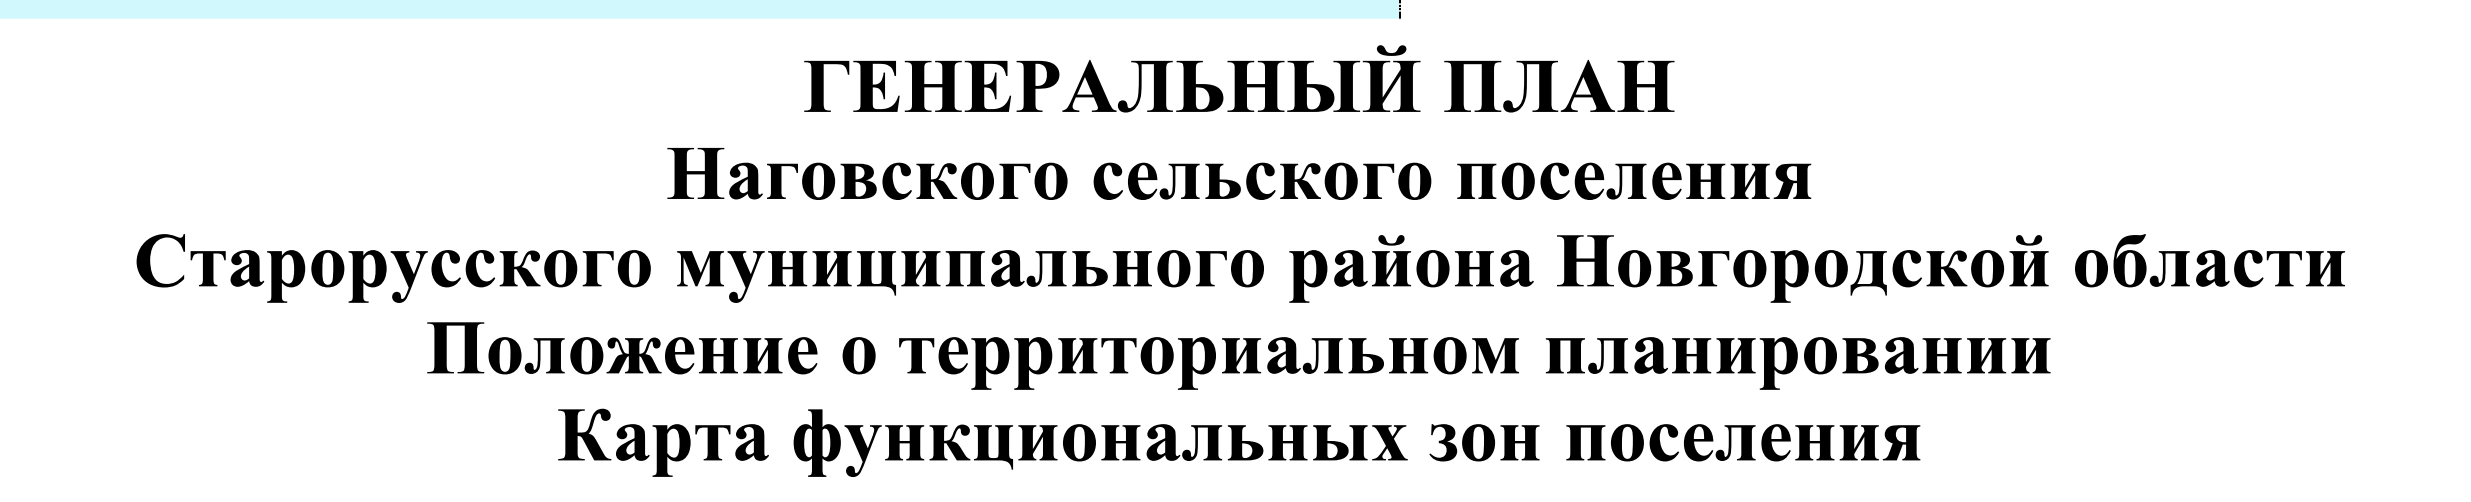 ГЕНЕРАЛЬНЫЙ ПЛАН
Наговского сельского поселения
Старорусского муниципального района Новгородской области
Положение о территориальном планировании
Карта функциональных зон поселения